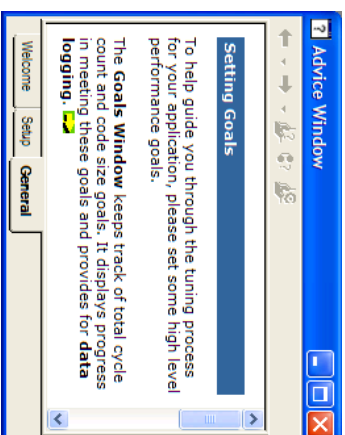 Advice Window
Setting Goals
To help guide you through the tuning process
for your application, please set some high level
performance goals.
The Goals Window keeps track of total cycle
count and code size goals. It displays progress
in meeting these goals and provides for data
logging.
Welcome
Setup
General